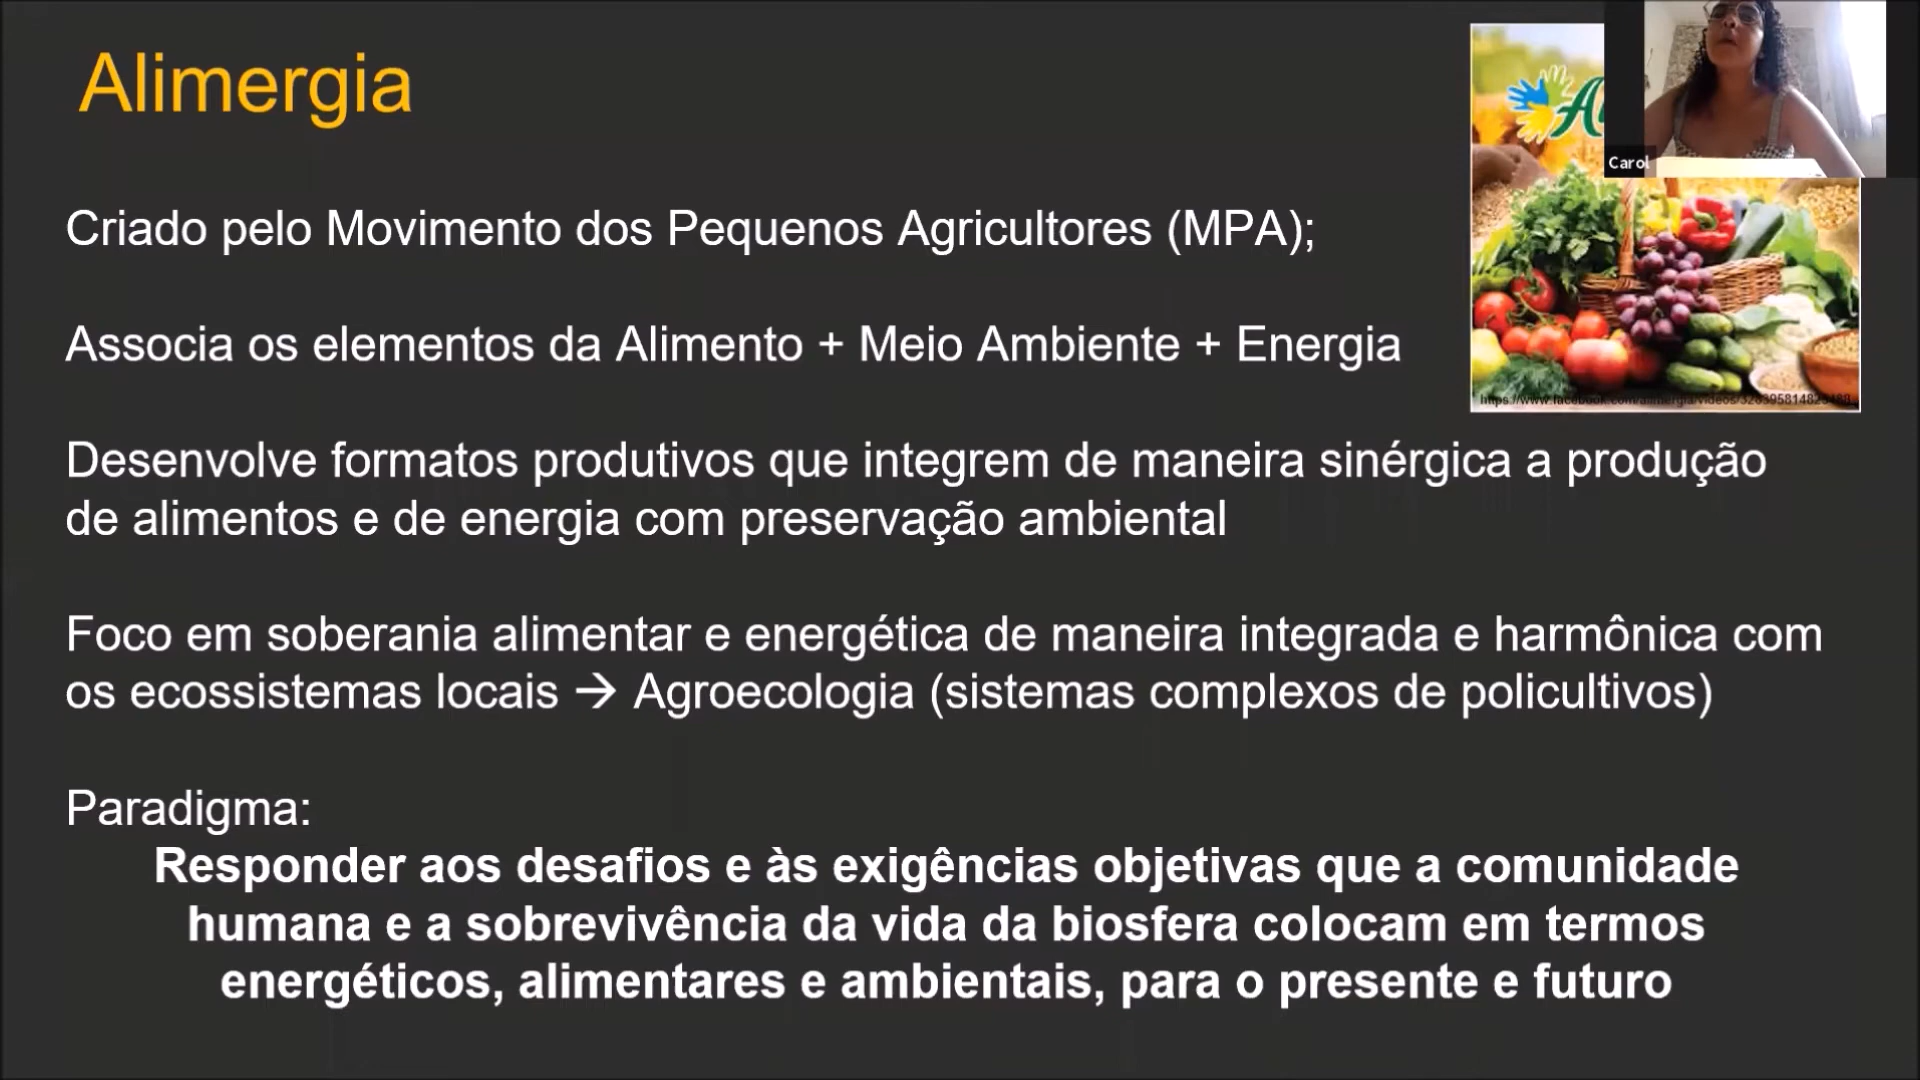 Alimergia
Carol
Criado pelo Movimento dos Pequenos Agricultores (MPA);
Associa os elementos da Alimento + Meio Ambiente + Energia
Desenvolve formatos produtivos que integrem de maneira sinérgica a produção
de alimentos e de energia com preservação ambiental
Foco em soberania alimentar e energética de maneira integrada e harmônica com
os ecossistemas locais → Agroecologia (sistemas complexos de policultivos)
Paradigma:
Responder aos desafios e às exigências objetivas que a comunidade
humana e a sobrevivência da vida da biosfera colocam em termos
energéticos, alimentares e ambientais, para o presente e futuro